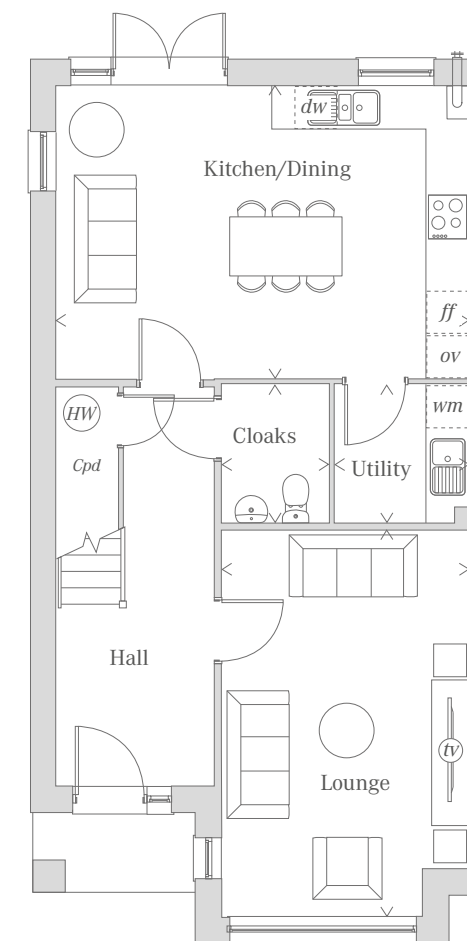 dw
Kitchen/Dining
ff
ov
HW
wm
Cloaks
Cpd
Utility
Hall
tv
Lounge